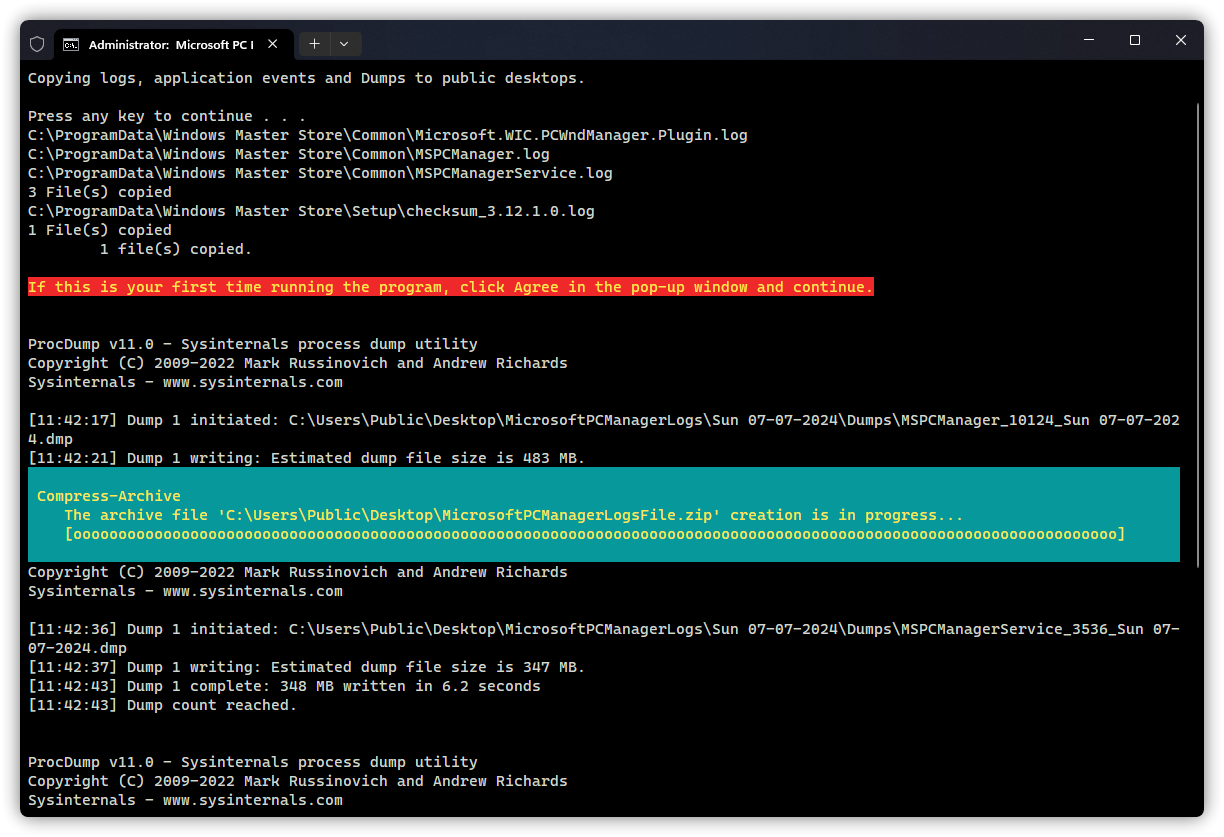 Administrator: Microsoft PC
Copying logs, application events and Dumps to public desktops.
Press any key to continue . . .
C:\ProgramData\Windows Master Store\Common\Microsoft.WIC.PCWndManager.Plugin.log
C:\ProgramData\Windows Master Store\Common\MSPCManager.log
C:\ProgramData\Windows Master Store\Common\MSPCManagerService.log
3 File(s) copied
C:\ProgramData\Windows Master Store\Setup\checksum_3.12.1.0.log
1 File(s) copied
1 file(s) copied.
If this is your first time running the program, click Agree in the pop-up window and continue.
ProcDump v11.0 - Sysinternals process dump utility
Copyright (C) 2009-2022 Mark Russinovich and Andrew Richards
Sysinternals - www.sysinternals.com
[11:42:17] Dump 1 initiated: C:\Users\Public\Desktop\MicrosoftPCManagerLogs\Sun 07-07-2024\Dumps\MSPCManager_10124_Sun 07-07-202
4.dmp
[11:42:21] Dump 1 writing: Estimated dump file size is 483 MB.
Compress-Archive
The archive file 'C:\Users\Public\Desktop\MicrosoftPCManagerLogsFile.zip' creation is in progress...
[oooooooooooooooooooooooooooooooooooooooooooooooooooooooooooooooooooooooooooooooooooooooooooooooooooooooooooooooooooo]
Copyright (C) 2009-2022 Mark Russinovich and Andrew Richards
Sysinternals - www.sysinternals.com
[11:42:36] Dump 1 initiated: C:\Users\Public\Desktop\MicrosoftPCManagerLogs\Sun 07-07-2024\Dumps\MSPCManagerService_3536_Sun 07-
07-2024.dmp
[11:42:37] Dump 1 writing: Estimated dump file size is 347 MB.
[11:42:43] Dump 1 complete: 348 MB written in 6.2 seconds
[11:42:43] Dump count reached.
ProcDump v11.0 - Sysinternals process dump utility
Copyright (C) 2009-2022 Mark Russinovich and Andrew Richards
Sysinternals - www.sysinternals.com